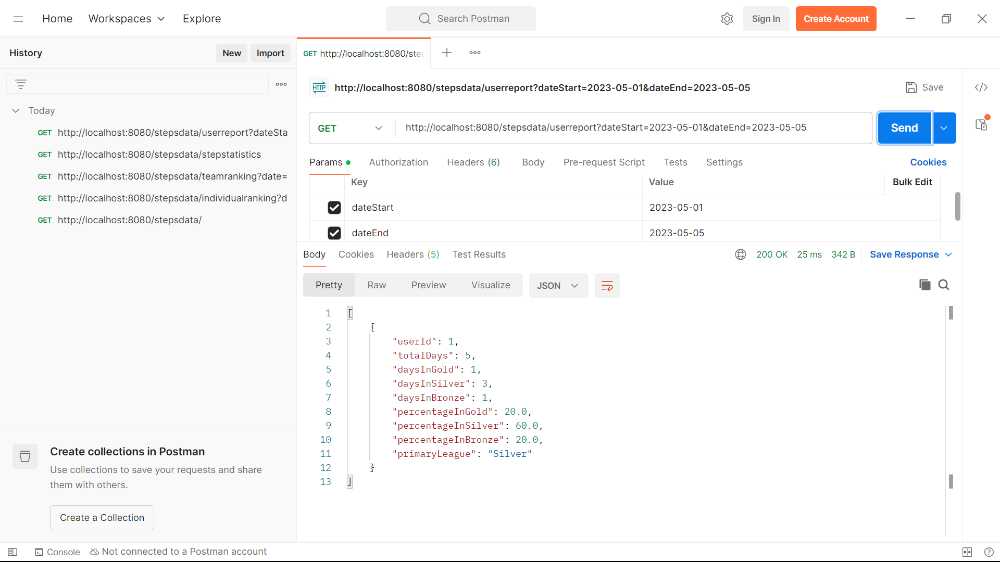 Home Workspaces Explore
Search Postman
Sign In Create Account
History New Import
Today
GET http://localhost:8080/stepsdata/userreport?dateSta
GET http://localhost:8080/stepsdata/stepstatistics
GET http://localhost:8080/stepsdata/teamranking?date=
GET http://localhost:8080/stepsdata/individualranking?d
GET http://localhost:8080/stepsdata/
Create collections in Postman
Use collections to save your requests and share
them with others.
Create a Collection
GET http://localhost:8080/step
HTTP http://localhost:8080/stepsdata/userreport?dateStart=2023-05-01&dateEnd=2023-05-05 Save
GET http://localhost:8080/stepsdata/userreport?dateStart=2023-05-01&dateEnd=2023-05-05 Send
Params Authorization Headers (6) Body Pre-request Script Tests Settings Cookies
Key Value Bulk Edit
dateStart 2023-05-01
dateEnd 2023-05-05
Body Cookies Headers (5) Test Results 200 OK 25 ms 342 B Save Response
Pretty Raw Preview Visualize JSON
1 [
2 {
3 "userId": 1,
4 "totalDays": 5,
5 "daysInGold": 1,
6 "daysInSilver": 3,
7 "daysInBronze": 1,
8 "percentageInGold": 20.0,
9 "percentageInSilver": 60.0,
10 "percentageInBronze": 20.0,
11 "primaryLeague": "Silver"
12 }
13 ]
Console Not connected to a Postman account